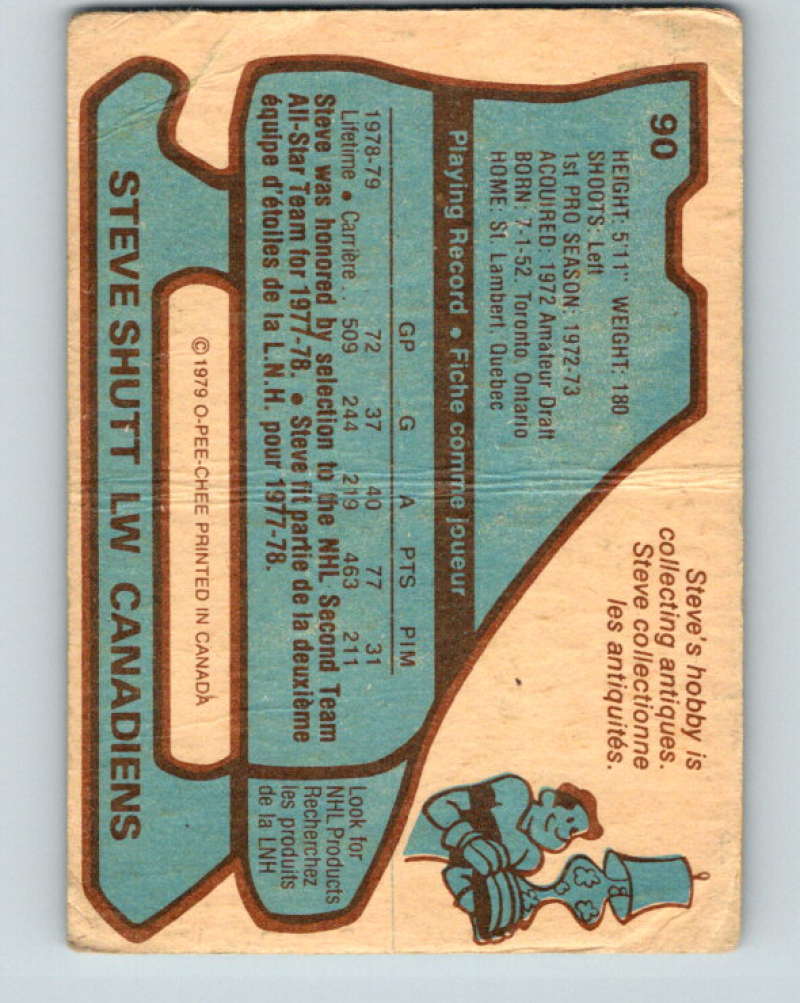 90
HEIGHT: 5'11" WEIGHT: 180
SHOOTS: Left
1st PRO SEASON: 1972-73
ACQUIRED: 1972 Amateur Draft
BORN: 7-1-52, Toronto, Ontario
HOME: St. Lambert, Quebec
Steve's hobby is
collecting antiques.
Steve collectionne
les antiquités.
Playing Record • Fiche comme joueur
GP G A PTS PIM
1978-79 72 37 40 77 31
Lifetime • Carrière .. 509 244 219 463 211
Steve was honored by selection to the NHL Second Team
All-Star Team for 1977-78. • Steve fit partie de la deuxième
équipe d'étoiles de la L.N.H. pour 1977-78.
Look for
NHL Products
Recherchez
les produits
de la LNH
© 1979 O-PEE-CHEE PRINTED IN CANADA
STEVE SHUTT LW CANADIENS